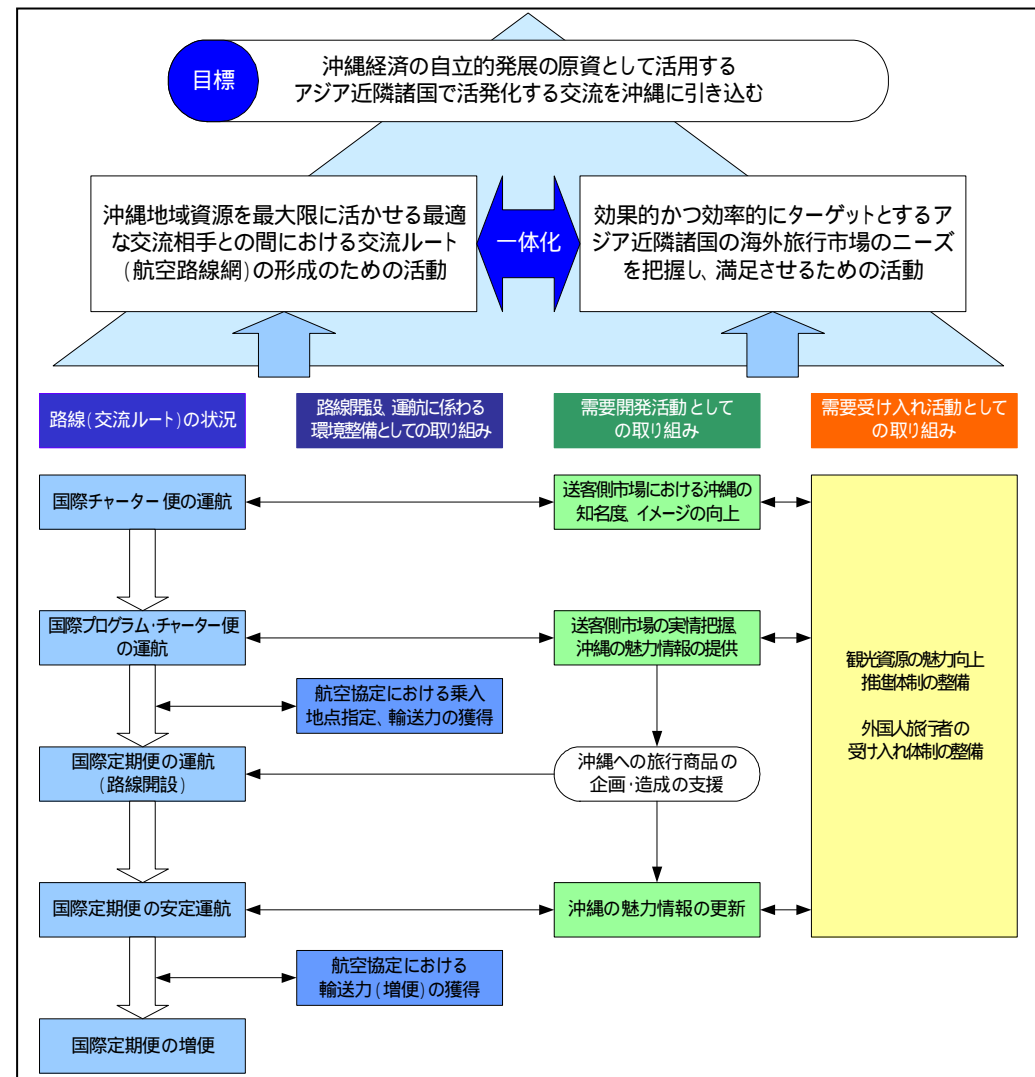 目標
沖縄経済の自立的発展の原資として活用する
アジア近隣諸国で活発化する交流を沖縄に引き込む
沖縄地域資源を最大限に活かせる最適
な交流相手との間における交流ルート
(航空路線網)の形成のための活動
一体化
効果的かつ効率的にターゲットとするア
ジア近隣諸国の海外旅行市場のニーズ
を把握し、満足させるための活動
路線(交流ルート)の状況
路線開設、運航に係わる
環境整備としての取り組み
需要開発活動として
の取り組み
需要受け入れ活動として
の取り組み
国際チャーター便の運航
送客側市場における沖縄の
知名度、イメージの向上
国際プログラム・チャーター便
の運航
送客側市場の実情把握、
沖縄の魅力情報の提供
観光資源の魅力向上
推進体制の整備
外国人旅行者の
受け入れ体制の整備
航空協定における乗入
地点指定、輸送力の獲得
国際定期便の運航
(路線開設)
沖縄への旅行商品の
企画・造成の支援
国際定期便の安定運航
沖縄の魅力情報の更新
航空協定における
輸送力(増便)の獲得
国際定期便の増便